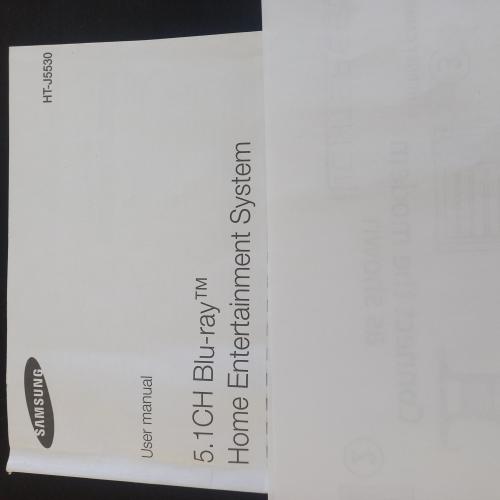 HT-J5530
SAMSUNG
User manual
5.1CH Blu-ray™
Home Entertainment System